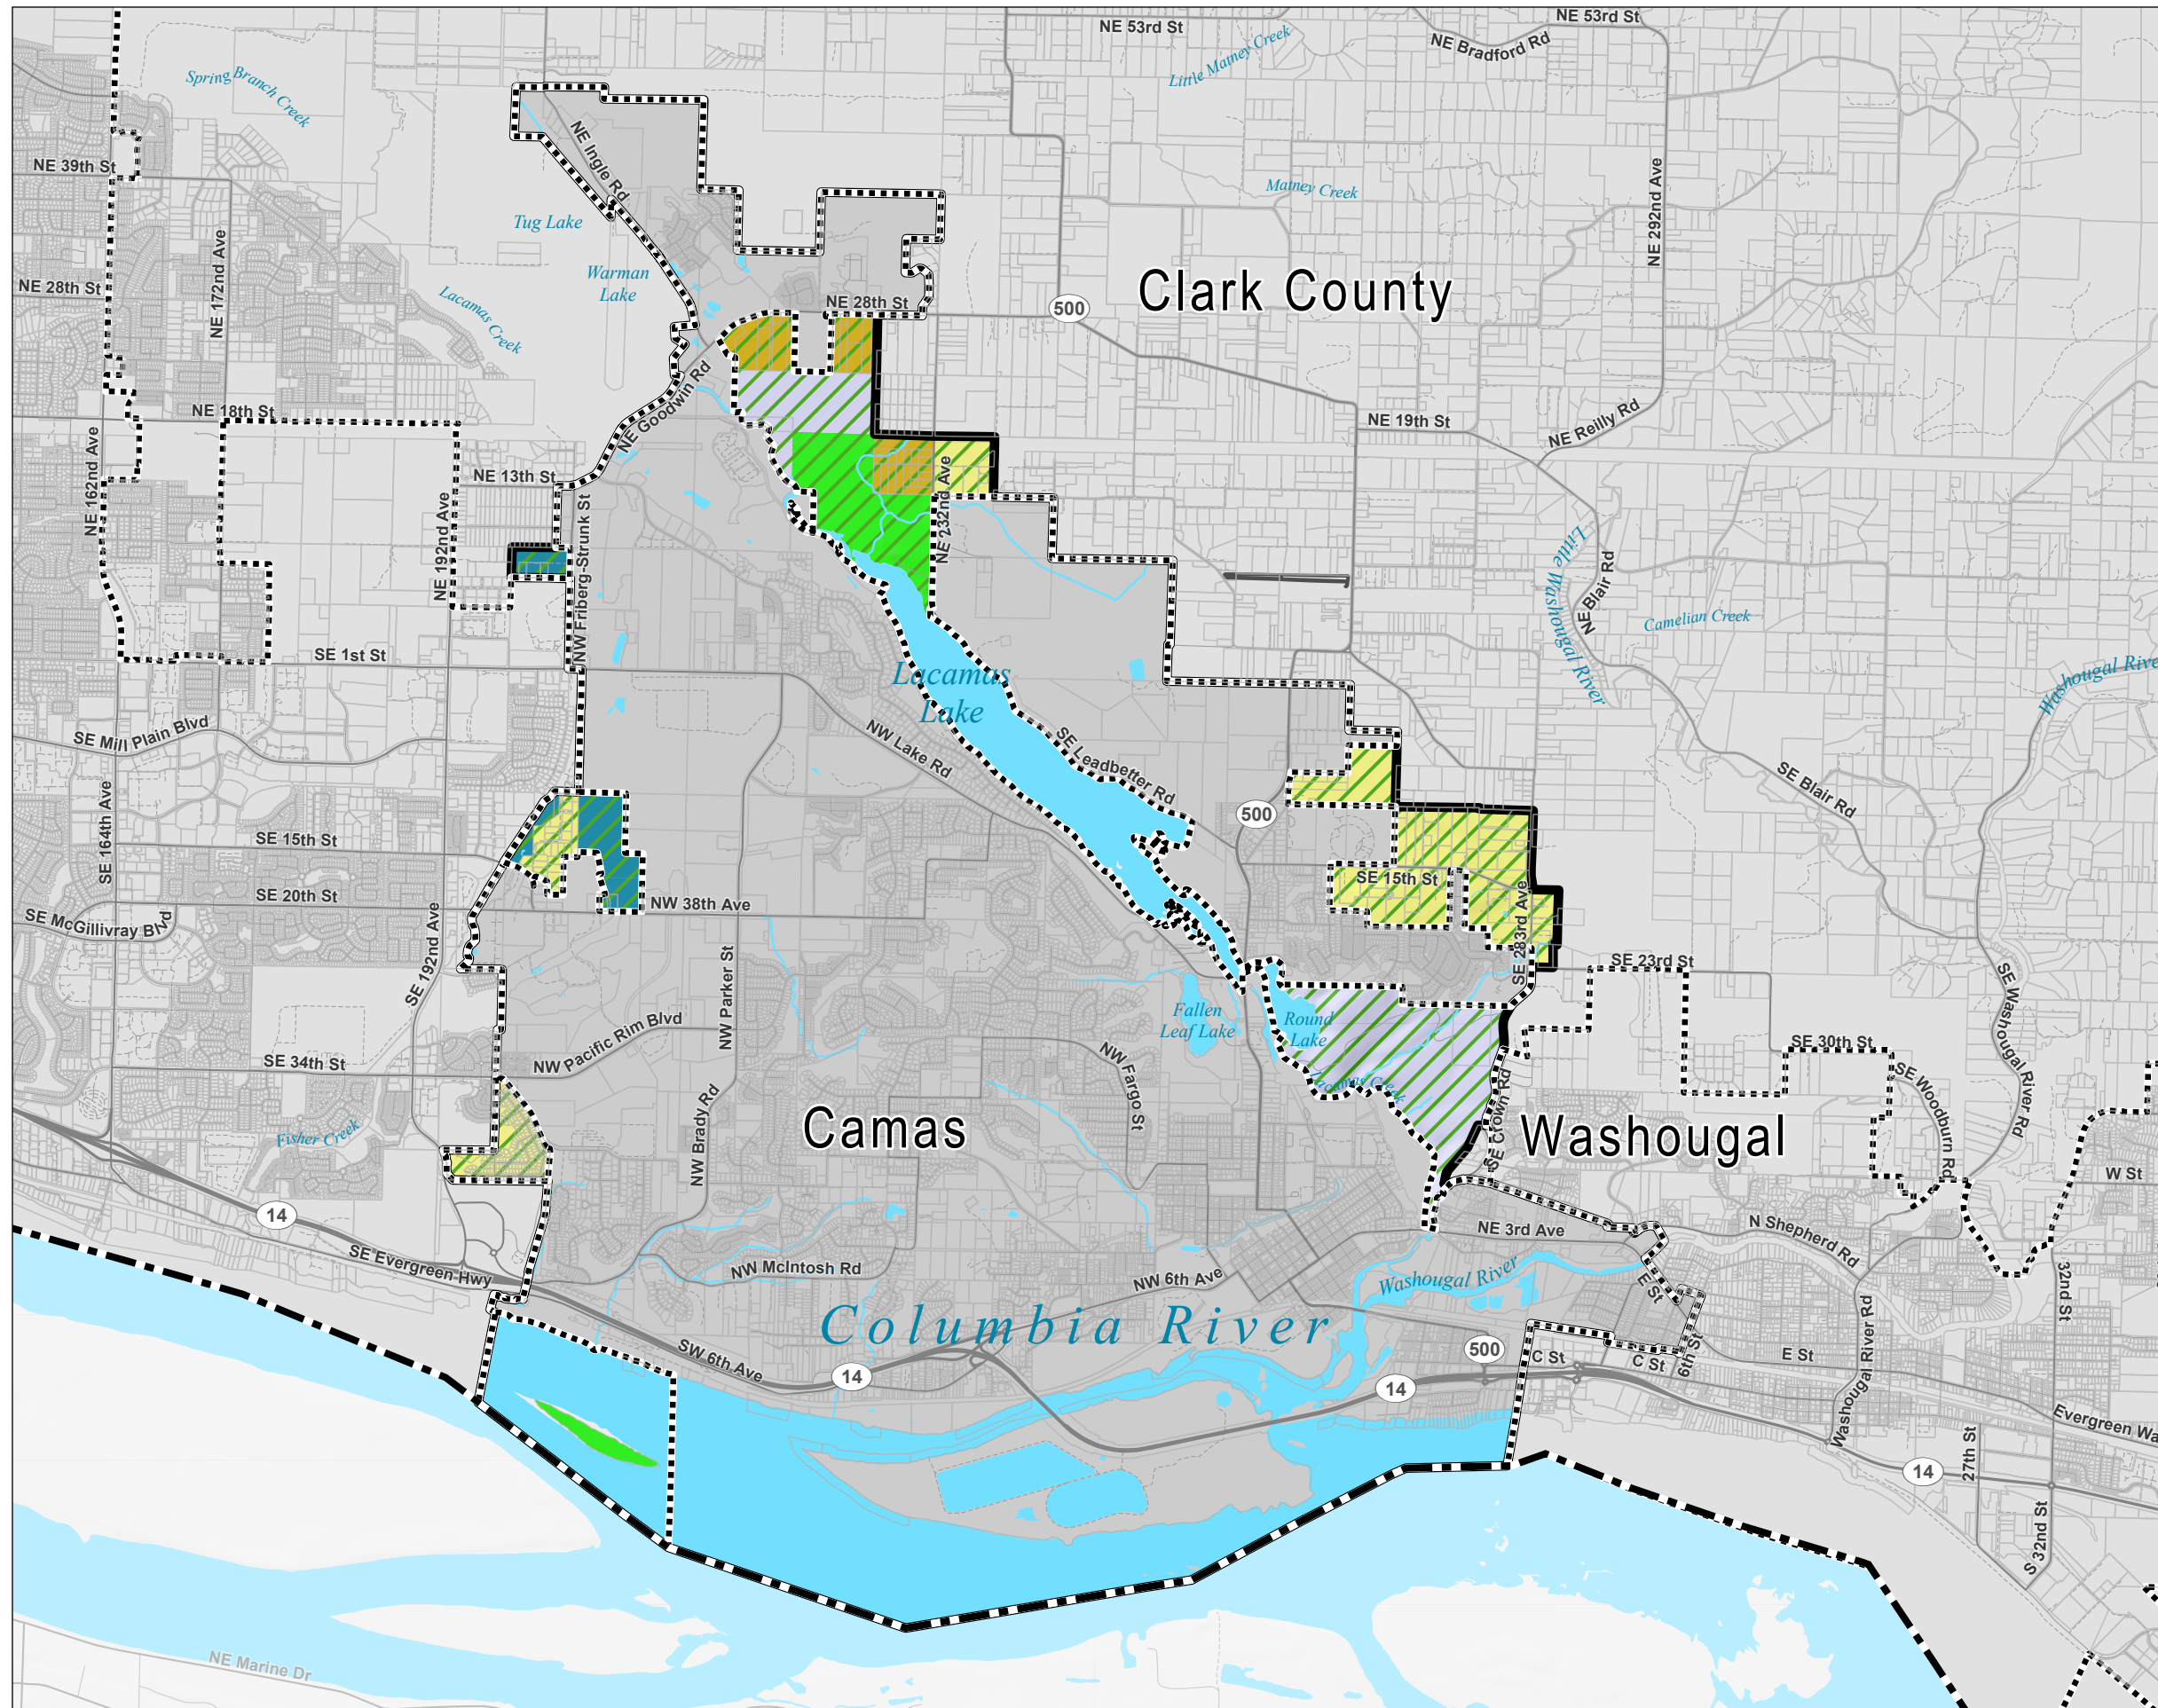 NE 53rd St
NE 53rd St
NE Bradford Rd
Little Matney Creek
Spring Branch Creek
NE Ingle Rd
NE 39th St
Matney Creek
NE 292nd Ave
Tug Lake
NE 172nd Ave
Warman
Lake
NE 28th St
Lacamas Creek
NE 28th St
500
Clark County
NE Goodwin Rd
NE 18th St
NE 19th St
NE Reilly Rd
NE 162nd Ave
NE 13th St
NE 192nd Ave
NE 232nd Ave
NW Friberg-Strunk St
Little Washougal River
NE Blair Rd
Camelian Creek
SE 1st St
Lacamas
Lake
Washougal Rive
SE Mill Plain Blvd
NW Lake Rd
SE Leadbetter Rd
SE Blair Rd
SE 164th Ave
500
SE 15th St
SE 15th St
SE 20th St
NW 38th Ave
SE McGillivray Blvd
SE 192nd Ave
NW Parker St
SE 283rd Ave
SE 23rd St
SE Washougal River Rd
Fallen
Leaf Lake
Round
Lake
NW Pacific Rim Blvd
SE 34th St
NW Fargo St
Lacamas Creek
SE 30th St
SE Woodburn Rd
SE Crown Rd
NW Brady Rd
Fisher Creek
Camas
Washougal
W St
14
NE 3rd Ave
N Shepherd Rd
SE Evergreen Hwy
NW McIntosh Rd
NW 6th Ave
Washougal River
E St
32nd St
Columbia River
Washougal River Rd
SW 6th Ave
14
500
14
C St
C St
6th St
E St
Evergreen Wa
27th St
14
S 32nd St
NE Marine Dr